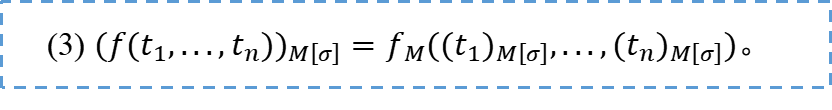 (3) (𝑓(𝑡₁,...,𝑡ₙ))_{𝑀[𝜎]} = 𝑓_𝑀((𝑡₁)_{𝑀[𝜎]},...,(𝑡ₙ)_{𝑀[𝜎]})。